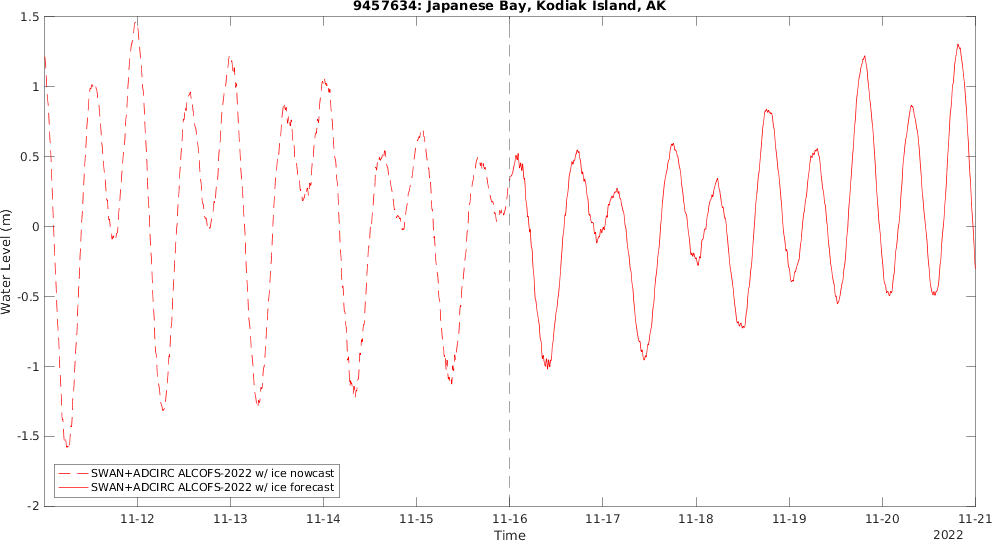 9457634: Japanese Bay, Kodiak Island, AK
1.5
1
0.5
0
-0.5
-1
-1.5
-2
Water Level (m)
SWAN+ADCIRC ALCOFS-2022 w/ ice nowcast
SWAN+ADCIRC ALCOFS-2022 w/ ice forecast
11-12 11-13 11-14 11-15 11-16 11-17 11-18 11-19 11-20 11-21
Time
2022